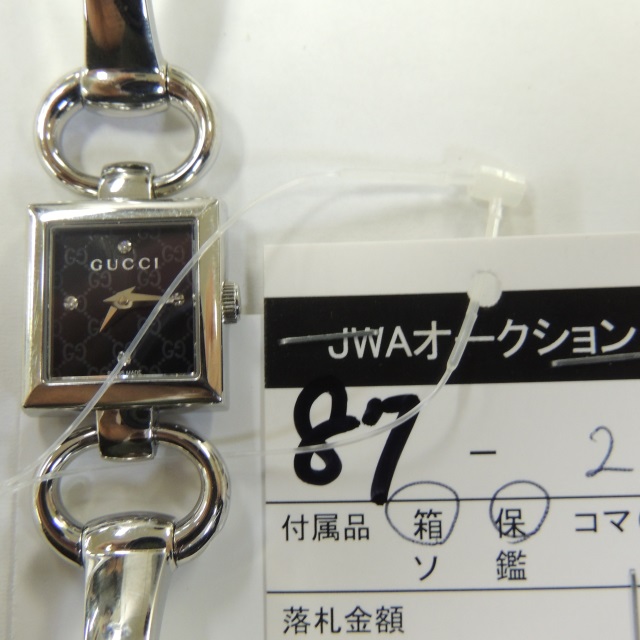 GUCCI
JWAオークション
87 - 2
付属品 箱 保 コマ
ソ 鑑
落札金額